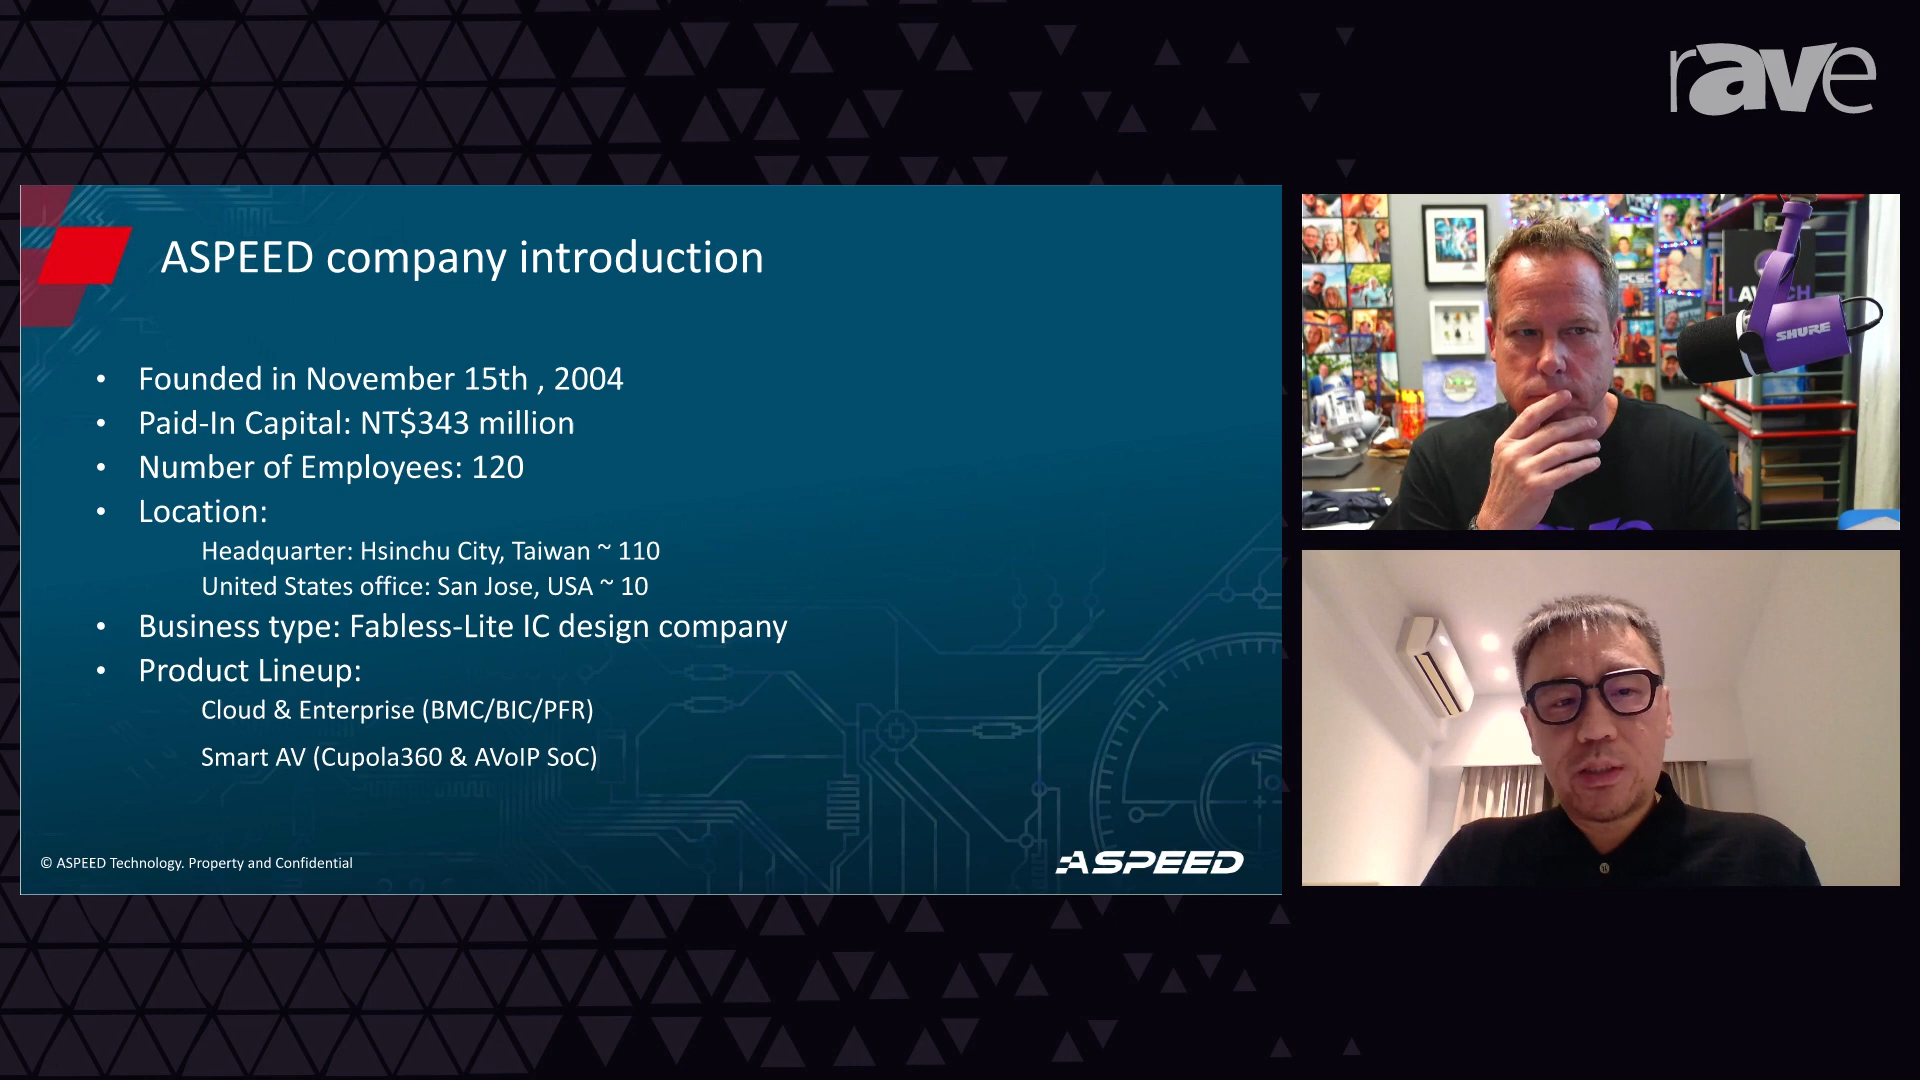 rave
ASPEED company introduction
• Founded in November 15th , 2004
• Paid-In Capital: NT$343 million
• Number of Employees: 120
• Location:
Headquarter: Hsinchu City, Taiwan ~ 110
United States office: San Jose, USA ~ 10
• Business type: Fabless-Lite IC design company
• Product Lineup:
Cloud & Enterprise (BMC/BIC/PFR)
Smart AV (Cupola360 & AVoIP SoC)
© ASPEED Technology. Property and Confidential
ASPEED
SHURE